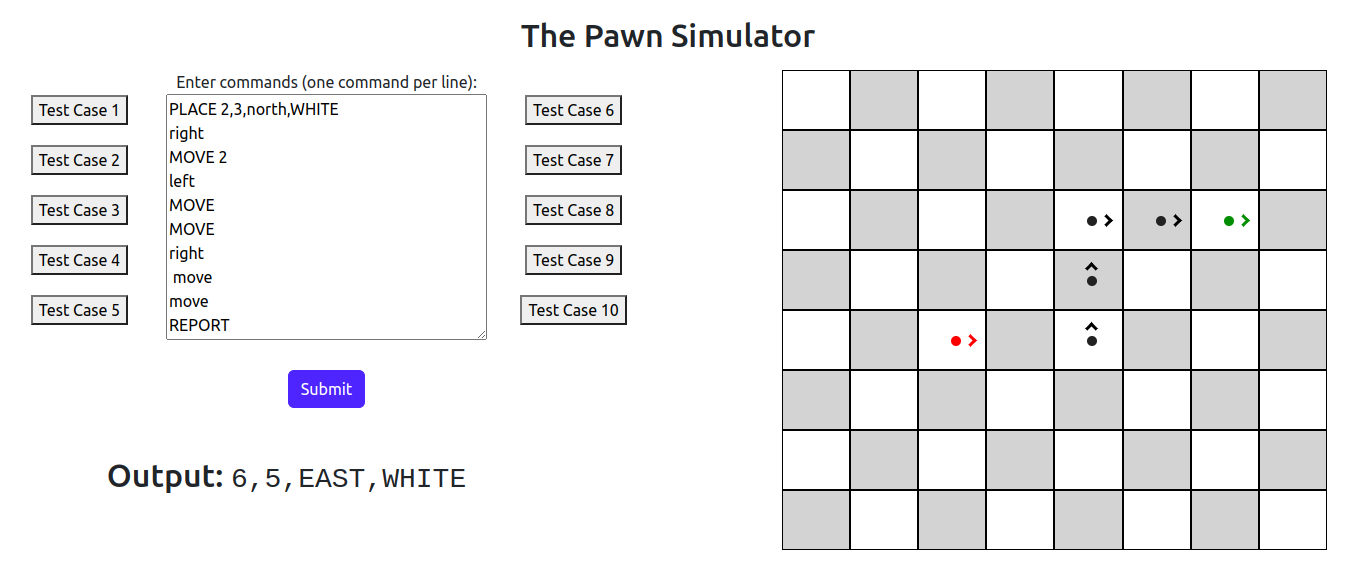 The Pawn Simulator
Enter commands (one command per line):
Test Case 1
Test Case 2
Test Case 3
Test Case 4
Test Case 5
PLACE 2,3,north,WHITE
right
MOVE 2
left
MOVE
MOVE
right
move
move
REPORT
Test Case 6
Test Case 7
Test Case 8
Test Case 9
Test Case 10
Submit
Output: 6,5,EAST,WHITE